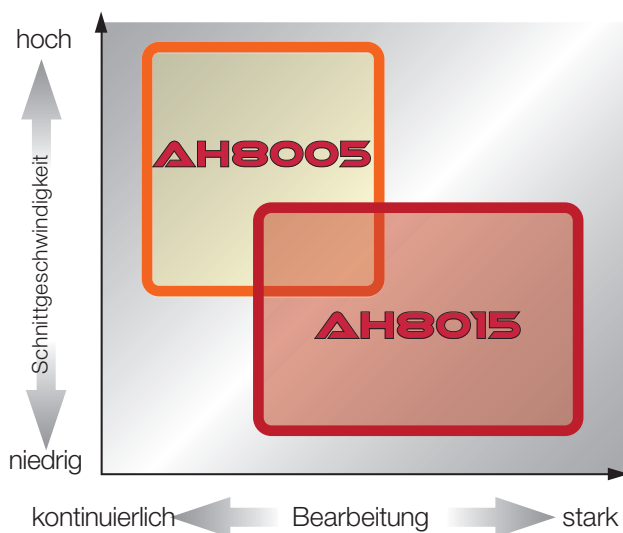 hoch
AH8005
Schnittgeschwindigkeit
AH8015
niedrig
kontinuierlich Bearbeitung stark